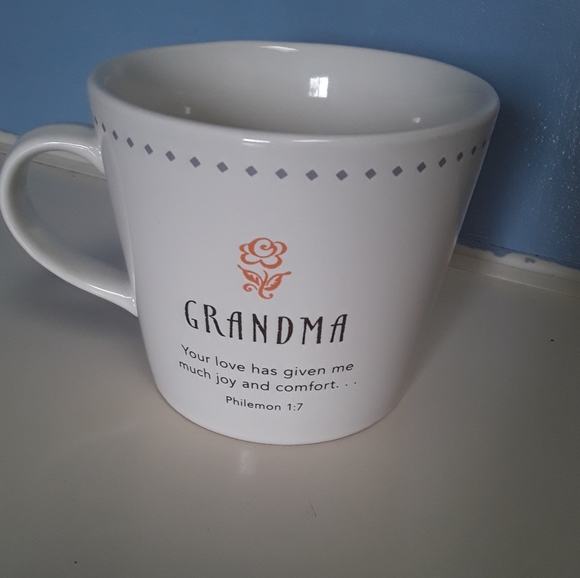 GRANDMA
Your love has given me
much joy and comfort. . .
Philemon 1:7